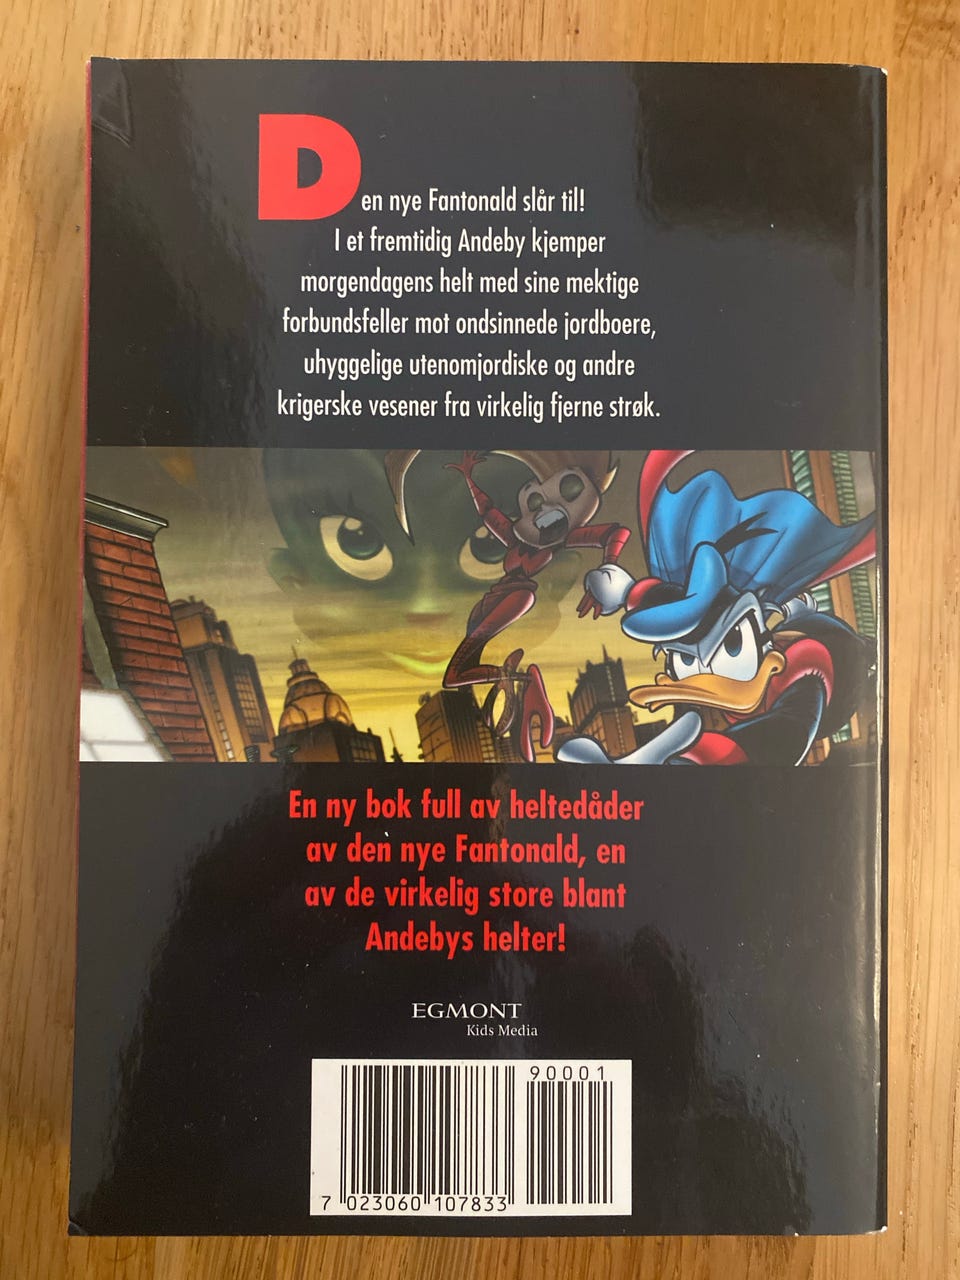 Den nye Fantonald slår til!
I et fremtidig Andeby kjemper
morgendagens helt med sine mektige
forbundsfeller mot ondsinnede jordboere,
uhyggelige utenomjordiske og andre
krigerske vesener fra virkelig fjerne strøk.
En ny bok full av heltedåder
av den nye Fantonald, en
av de virkelig store blant
Andebys helter!
EGMONT
Kids Media
90001
7 023060 107833